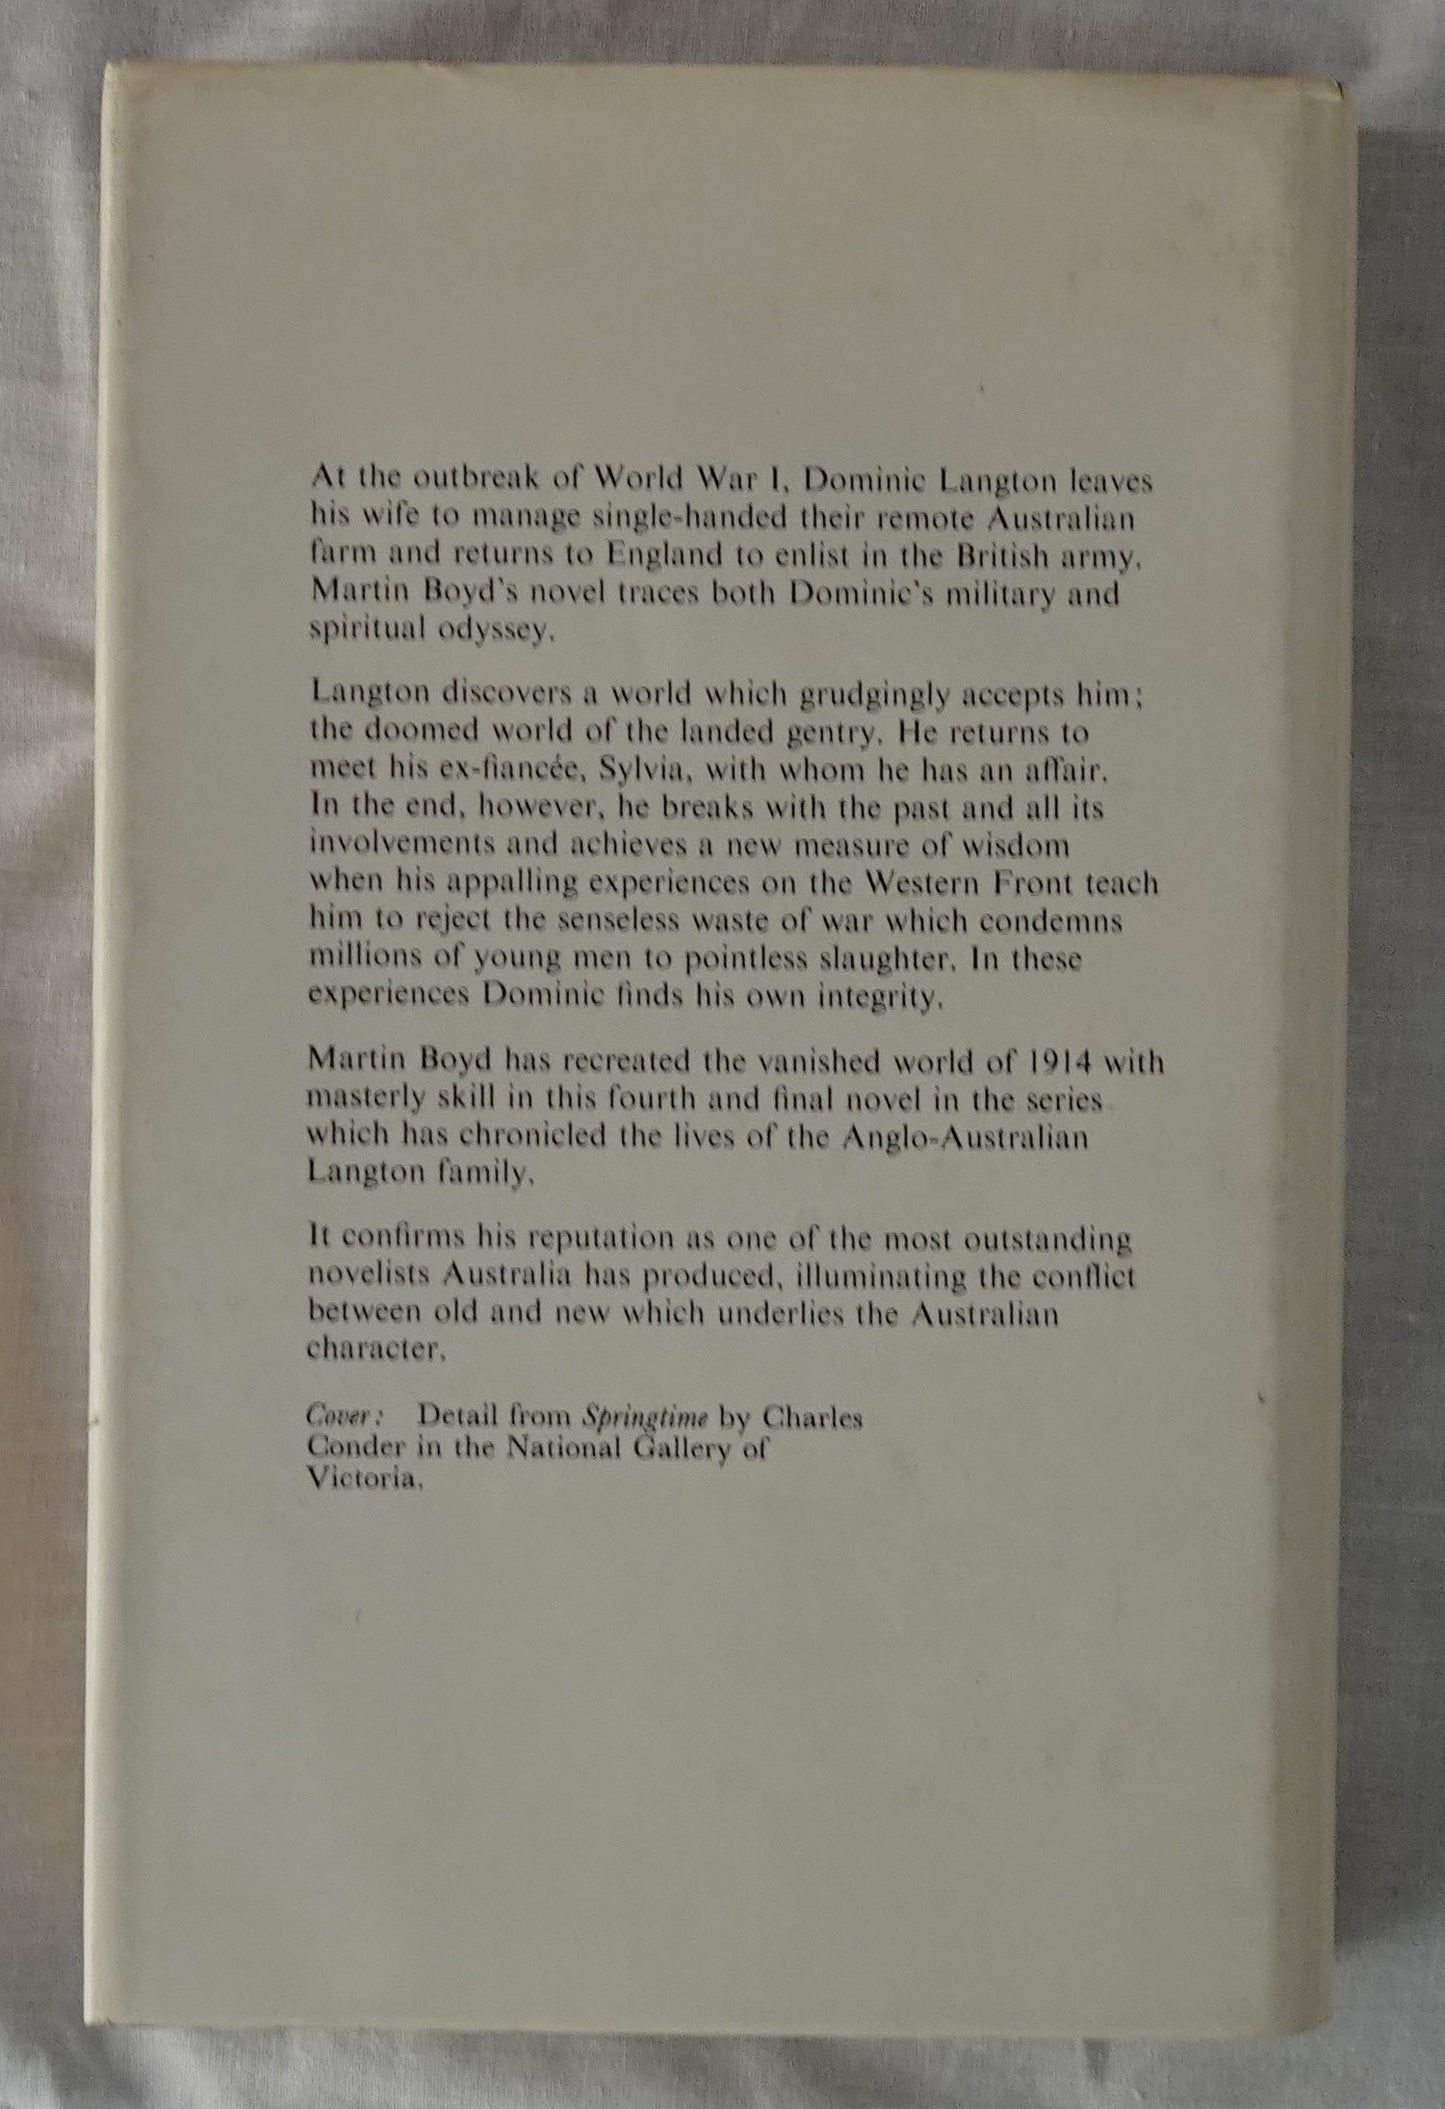 At the outbreak of World War I, Dominic Langton leaves
his wife to manage single-handed their remote Australian
farm and returns to England to enlist in the British army.
Martin Boyd's novel traces both Dominic's military and
spiritual odyssey.
Langton discovers a world which grudgingly accepts him;
the doomed world of the landed gentry. He returns to
meet his ex-fiancée, Sylvia, with whom he has an affair.
In the end, however, he breaks with the past and all its
involvements and achieves a new measure of wisdom
when his appalling experiences on the Western Front teach
him to reject the senseless waste of war which condemns
millions of young men to pointless slaughter. In these
experiences Dominic finds his own integrity.
Martin Boyd has recreated the vanished world of 1914 with
masterly skill in this fourth and final novel in the series
which has chronicled the lives of the Anglo-Australian
Langton family.
It confirms his reputation as one of the most outstanding
novelists Australia has produced, illuminating the conflict
between old and new which underlies the Australian
character.
Cover: Detail from Springtime by Charles
Conder in the National Gallery of
Victoria.